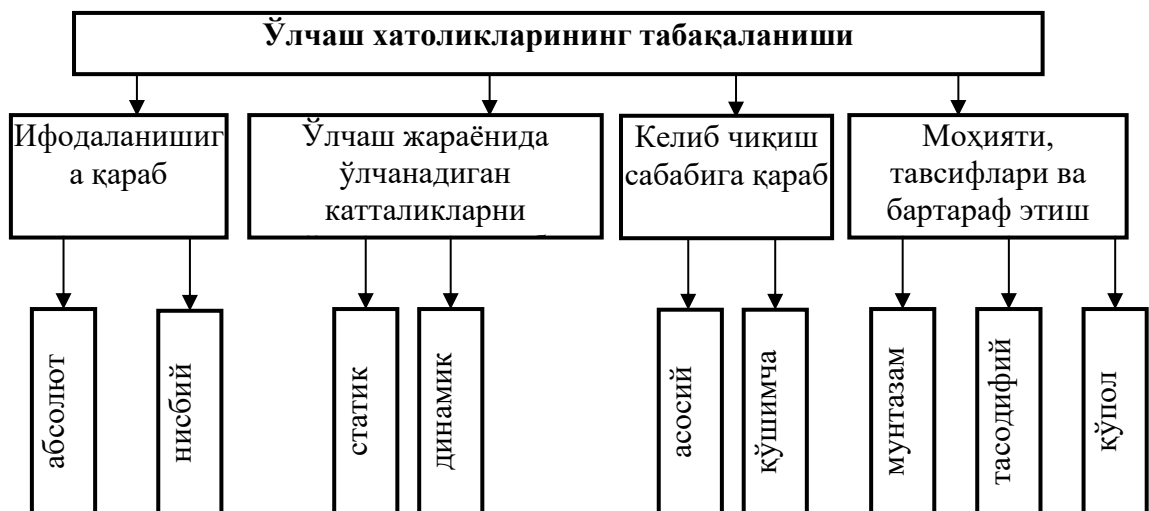 Ўлчаш хатоликларининг табақаланиши
Ифодаланишиг
а қараб
Ўлчаш жараёнида
ўлчанадиган
катталикларни
Келиб чиқиш
сабабига қараб
Моҳияти,
тавсифлари ва
бартараф этиш
абсолют
нисбий
статик
динамик
асосий
қўшимча
мунтазам
тасодифий
қўпол